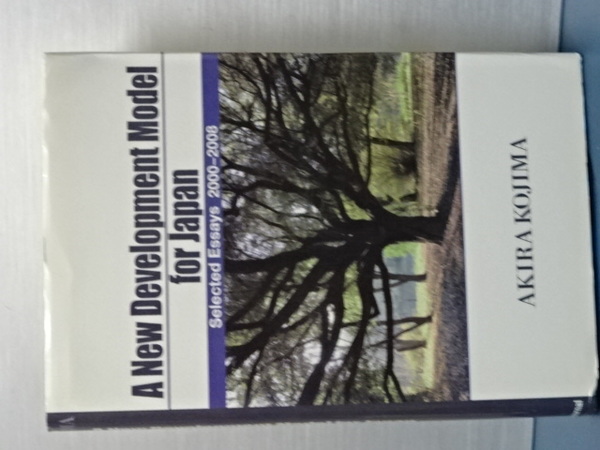 A New Development Model
for Japan
Selected Essays 2000–2008
AKIRA KOJIMA